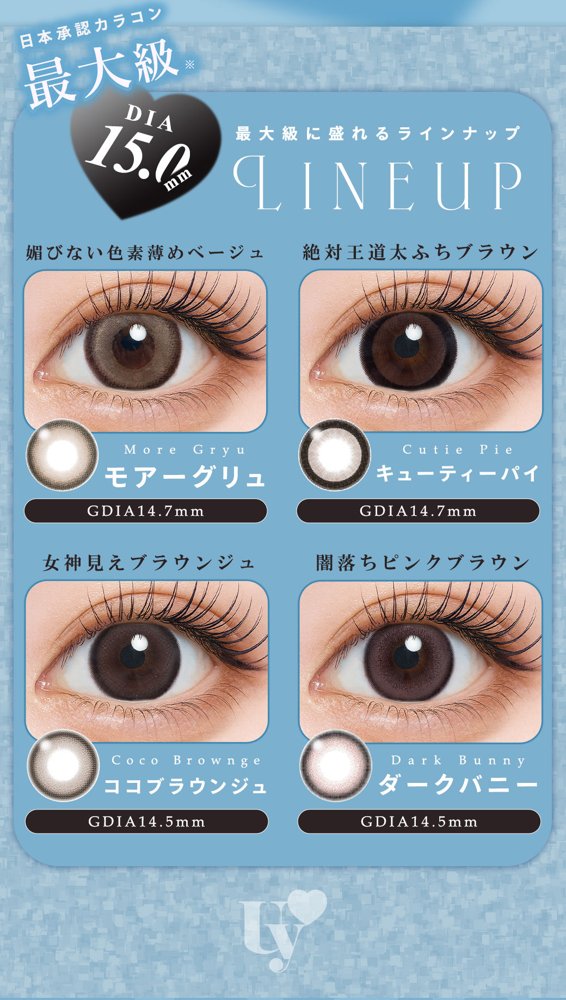 日本承認カラコン
最大級※
DIA
15.0mm
最大級に盛れるラインナップ
LINEUP
媚びない色素薄めベージュ
More Gryu
モアーグリュ
GDIA14.7mm
絶対王道太ふちブラウン
Cutie Pie
キューティーパイ
GDIA14.7mm
女神見えブラウンジュ
Coco Brownge
ココブラウンジュ
GDIA14.5mm
闇落ちピンクブラウン
Dark Bunny
ダークバニー
GDIA14.5mm
Uy